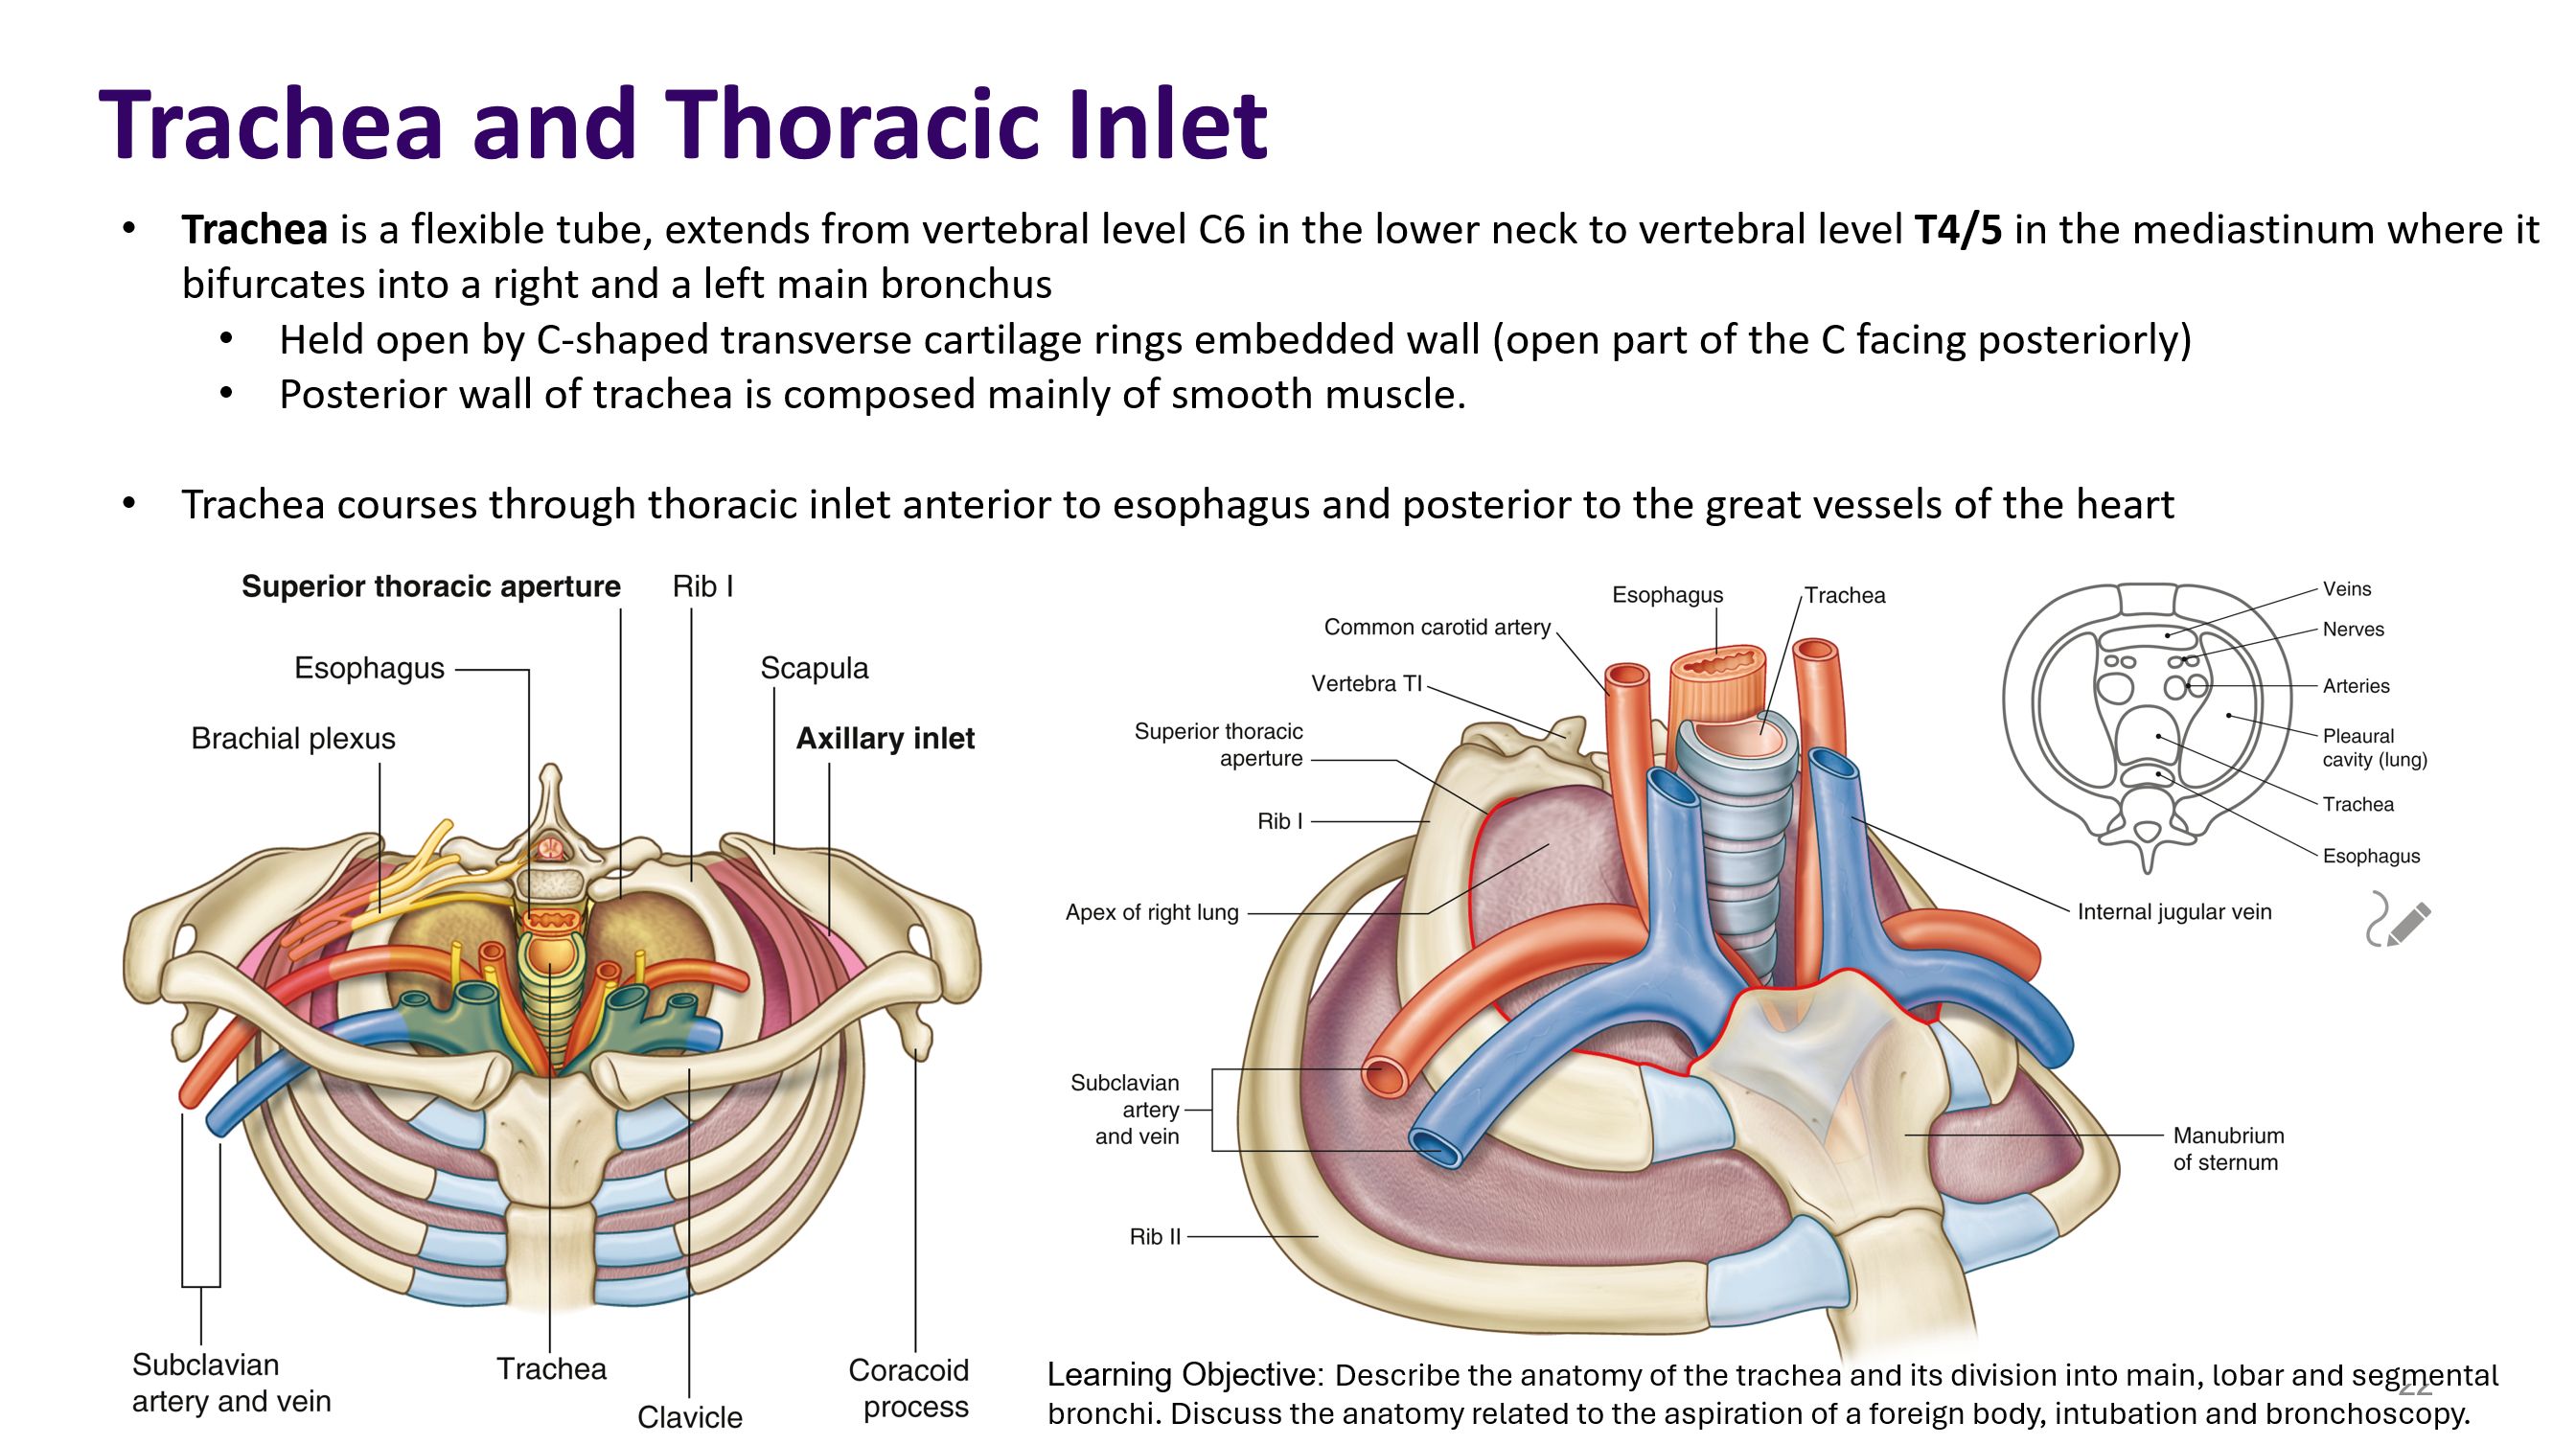 Trachea and Thoracic Inlet
• Trachea is a flexible tube, extends from vertebral level C6 in the lower neck to vertebral level T4/5 in the mediastinum where it
bifurcates into a right and a left main bronchus
• Held open by C-shaped transverse cartilage rings embedded wall (open part of the C facing posteriorly)
• Posterior wall of trachea is composed mainly of smooth muscle.
• Trachea courses through thoracic inlet anterior to esophagus and posterior to the great vessels of the heart
Superior thoracic aperture
Rib I
Esophagus
Scapula
Brachial plexus
Axillary inlet
Subclavian
artery and vein
Trachea
Clavicle
Coracoid
process
Esophagus
Trachea
Common carotid artery
Vertebra TI
Superior thoracic
aperture
Rib I
Apex of right lung
Internal jugular vein
Subclavian
artery
and vein
Manubrium
of sternum
Rib II
Veins
Nerves
Arteries
Pleaural
cavity (lung)
Trachea
Esophagus
Learning Objective: Describe the anatomy of the trachea and its division into main, lobar and segmental
bronchi. Discuss the anatomy related to the aspiration of a foreign body, intubation and bronchoscopy.
22